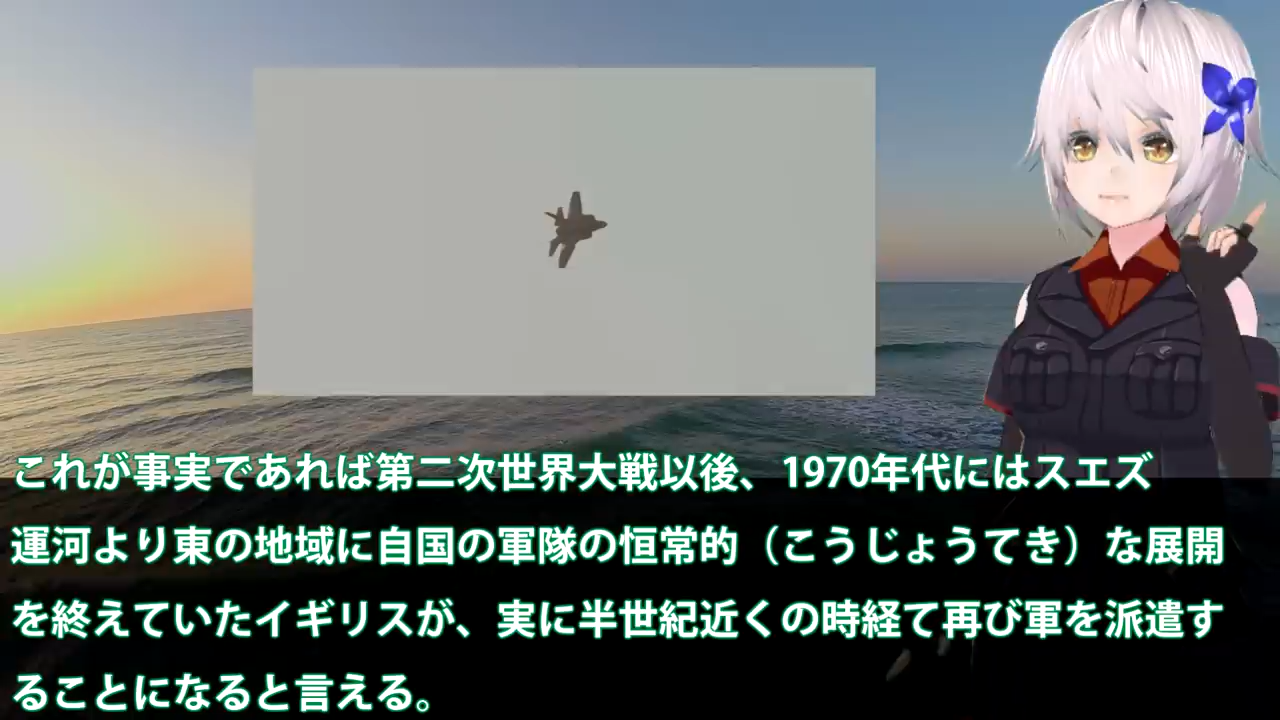 これが事実であれば第二次世界大戦以後、1970年代にはスエズ
運河より東の地域に自国の軍隊の恒常的（こうじょうてき）な展開
を終えていたイギリスが、実に半世紀近くの時経て再び軍を派遣す
ることになると言える。